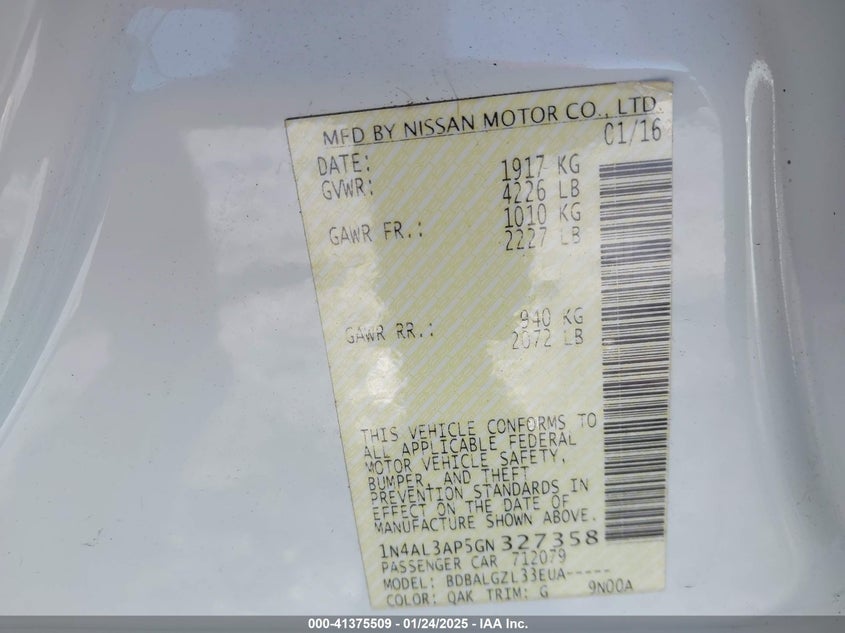 MFD BY NISSAN MOTOR CO., LTD.
DATE: 01/16
GVWR: 1917 KG
4226 LB
GAWR FR.: 1010 KG
2227 LB
GAWR RR.: 940 KG
2072 LB
THIS VEHICLE CONFORMS TO
ALL APPLICABLE FEDERAL
MOTOR VEHICLE SAFETY,
BUMPER, AND THEFT
PREVENTION STANDARDS IN
EFFECT ON THE DATE OF
MANUFACTURE SHOWN ABOVE.
1N4AL3AP5GN327358
PASSENGER CAR 712079
MODEL: BDBALGZL33EUA-----
COLOR: QAK TRIM: G 9N00A
000-41375509 - 01/24/2025 - IAA Inc.